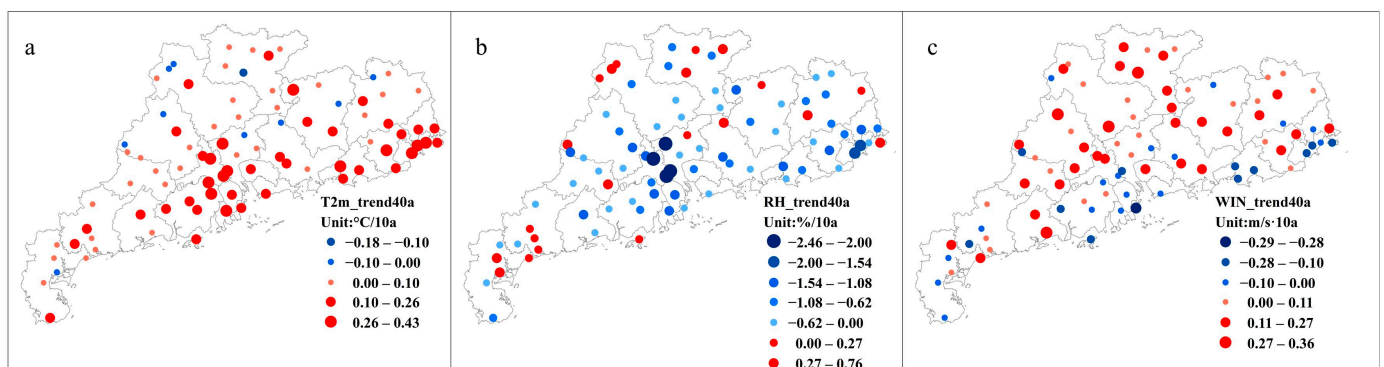 a
T2m_trend40a
Unit:°C/10a
−0.18 – −0.10
−0.10 – 0.00
0.00 – 0.10
0.10 – 0.26
0.26 – 0.43
b
RH_trend40a
Unit:%/10a
−2.46 – −2.00
−2.00 – −1.54
−1.54 – −1.08
−1.08 – −0.62
−0.62 – 0.00
0.00 – 0.27
0.27 – 0.76
c
WIN_trend40a
Unit:m/s·10a
−0.29 – −0.28
−0.28 – −0.10
−0.10 – 0.00
0.00 – 0.11
0.11 – 0.27
0.27 – 0.36